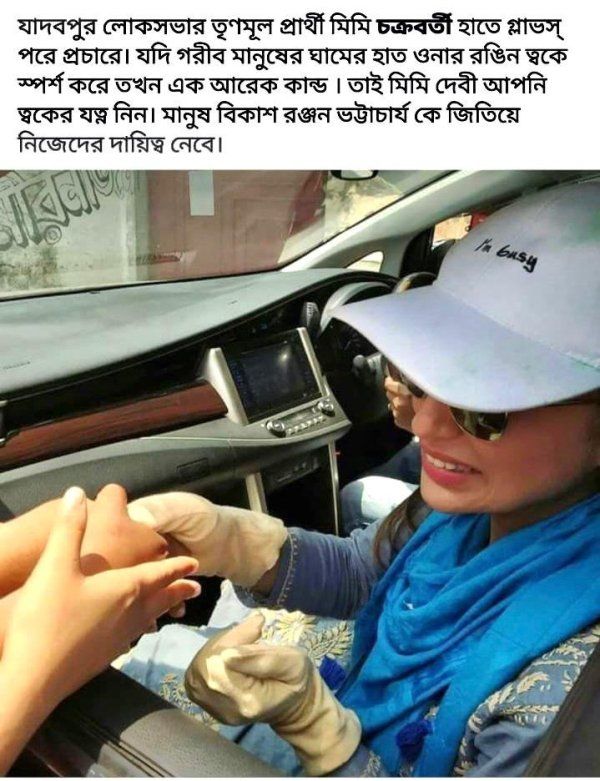 যাদবপুর লোকসভার তৃণমূল প্রার্থী মিমি চক্রবর্তী হাতে গ্লাভস্
পরে প্রচারে। যদি গরীব মানুষের ঘামের হাত ওনার রঙিন ত্বকে
স্পর্শ করে তখন এক আরেক কান্ড । তাই মিমি দেবী আপনি
ত্বকের যত্ন নিন। মানুষ বিকাশ রঞ্জন ভট্টাচার্য কে জিতিয়ে
নিজেদের দায়িত্ব নেবে।
I'm busy